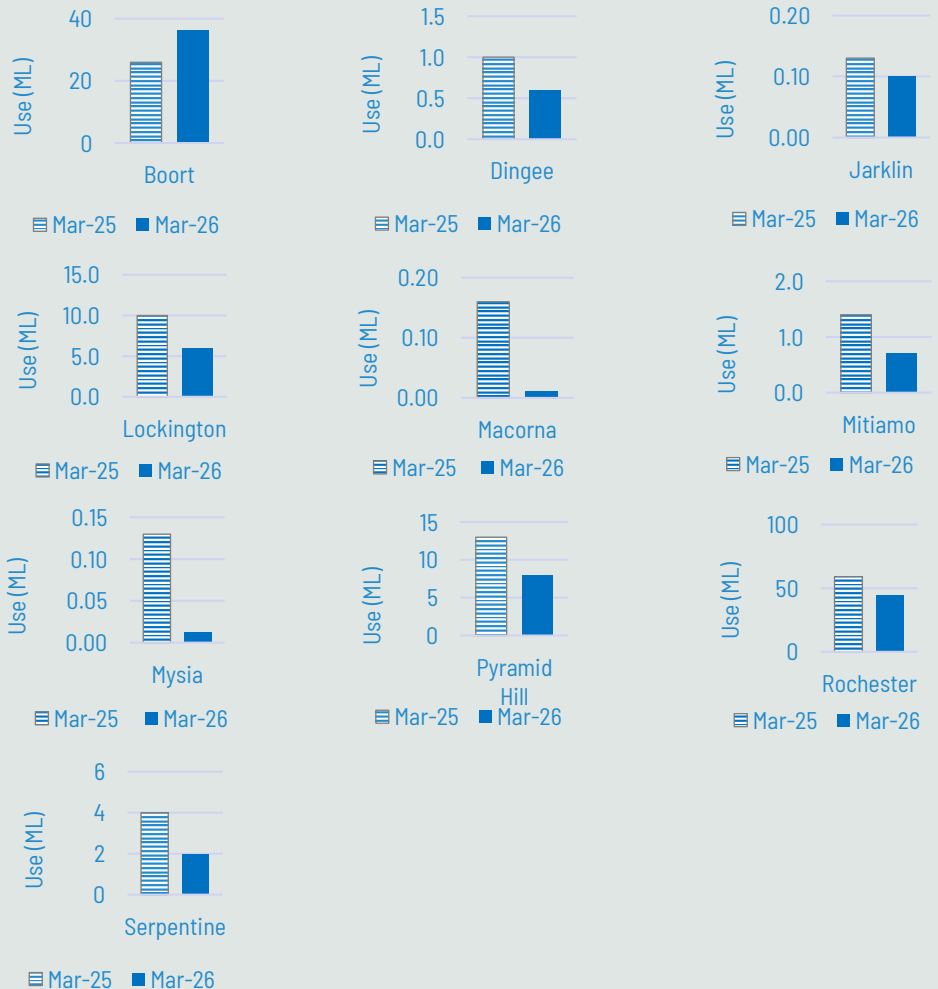 40
20
0
Use (ML)
Boort
Mar-25 Mar-26
1.5
1.0
0.5
0.0
Use (ML)
Dingee
Mar-25 Mar-26
0.20
0.10
0.00
Use (ML)
Jarklin
Mar-25 Mar-26
15.0
10.0
5.0
0.0
Use (ML)
Lockington
Mar-25 Mar-26
0.20
0.10
0.00
Use (ML)
Macorna
Mar-25 Mar-26
2.0
1.0
0.0
Use (ML)
Mitiamo
Mar-25 Mar-26
0.15
0.10
0.05
0.00
Use (ML)
Mysia
Mar-25 Mar-26
15
10
5
0
Use (ML)
Pyramid
Hill
Mar-25 Mar-26
100
50
0
Use (ML)
Rochester
Mar-25 Mar-26
6
4
2
0
Use (ML)
Serpentine
Mar-25 Mar-26